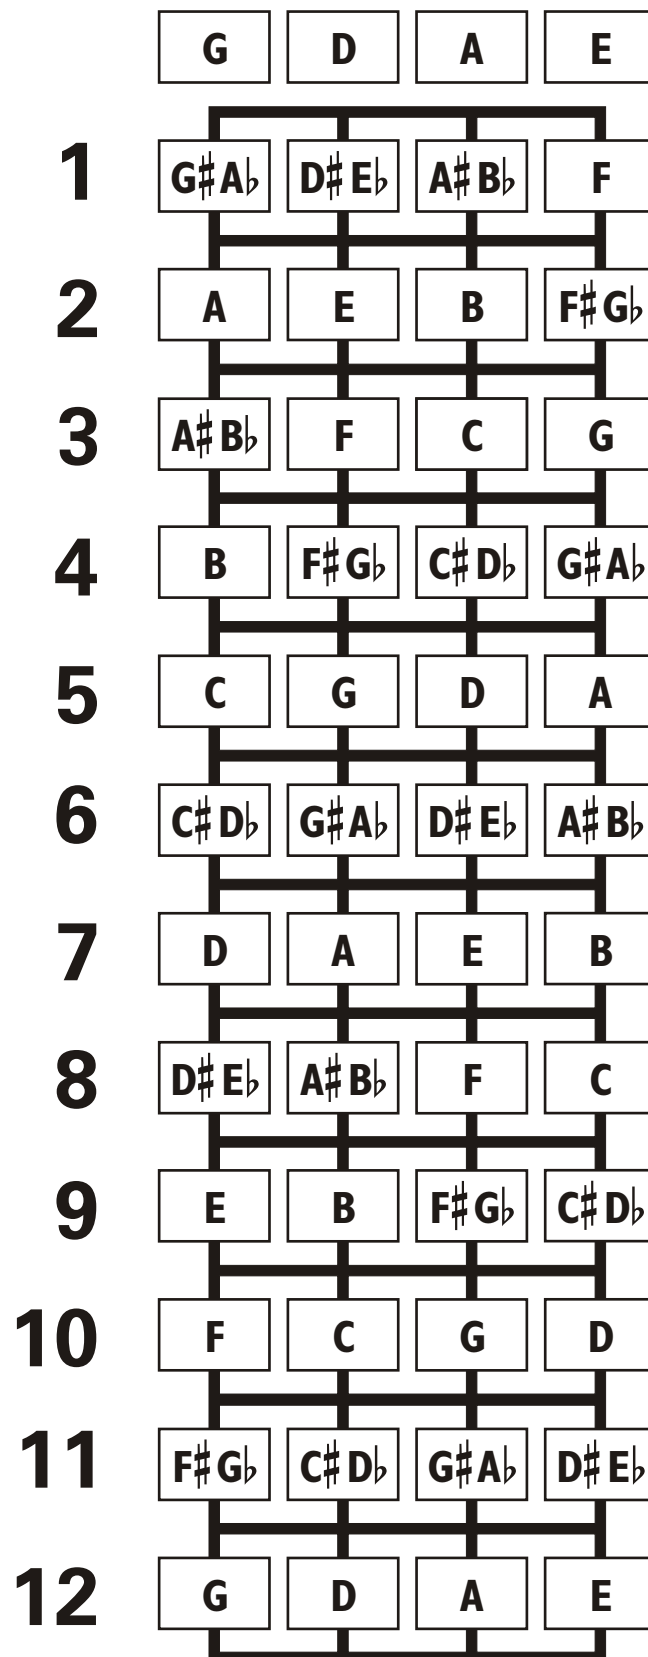 G D A E
1 G♯A♭ D♯E♭ A♯B♭ F
2 A E B F♯G♭
3 A♯B♭ F C G
4 B F♯G♭ C♯D♭ G♯A♭
5 C G D A
6 C♯D♭ G♯A♭ D♯E♭ A♯B♭
7 D A E B
8 D♯E♭ A♯B♭ F C
9 E B F♯G♭ C♯D♭
10 F C G D
11 F♯G♭ C♯D♭ G♯A♭ D♯E♭
12 G D A E